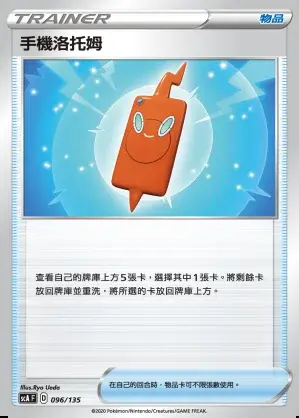 TRAINER 物品
手機洛托姆
查看自己的牌庫上方5張卡,選擇其中1張卡。將剩餘卡
放回牌庫並重洗,將所選的卡放回牌庫上方。
Illus.Ryo Ueda
scA F D 096/135
在自己的回合時,物品卡可不限張數使用。
©2020 Pokémon/Nintendo/Creatures/GAME FREAK.